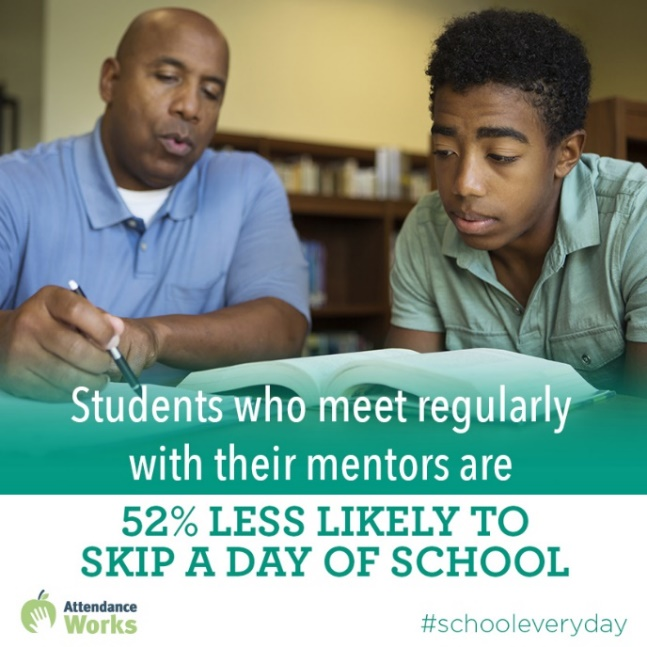 Students who meet regularly
with their mentors are
52% LESS LIKELY TO
SKIP A DAY OF SCHOOL
Attendance
Works
#schooleveryday